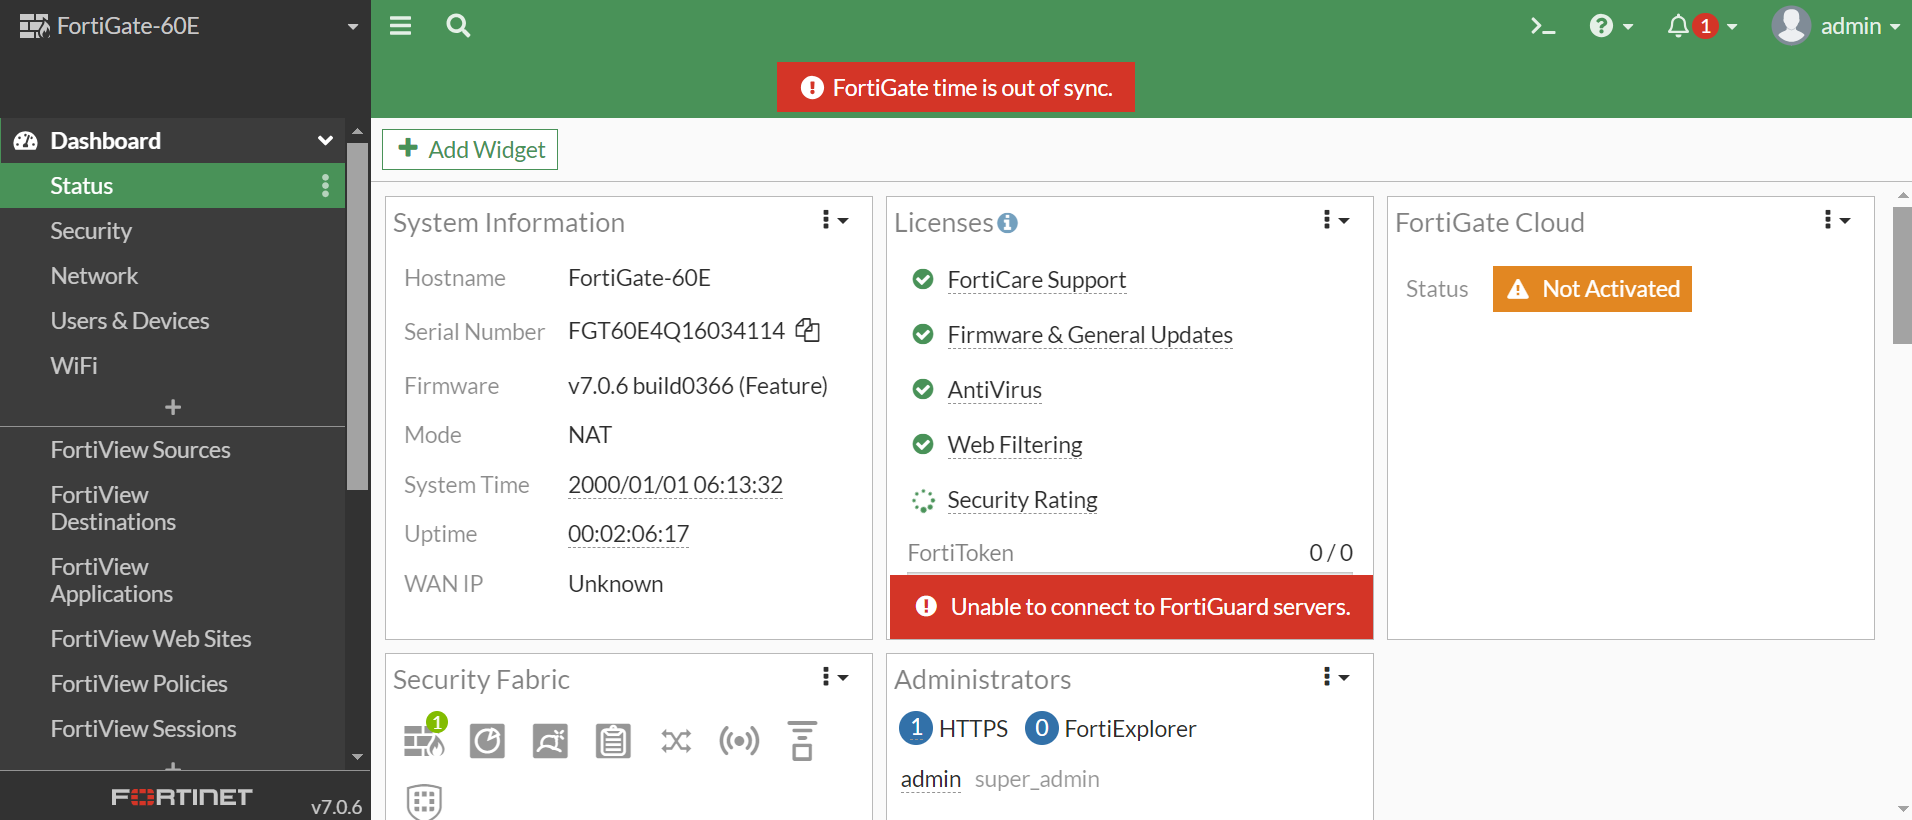 FortiGate-60E
1
admin
FortiGate time is out of sync.
Dashboard
Status
Security
Network
Users & Devices
WiFi
+
FortiView Sources
FortiView
Destinations
FortiView
Applications
FortiView Web Sites
FortiView Policies
FortiView Sessions
+
FORTINET
v7.0.6
+ Add Widget
System Information
Hostname FortiGate-60E
Serial Number FGT60E4Q16034114
Firmware v7.0.6 build0366 (Feature)
Mode NAT
System Time 2000/01/01 06:13:32
Uptime 00:02:06:17
WAN IP Unknown
Licenses
FortiCare Support
Firmware & General Updates
AntiVirus
Web Filtering
Security Rating
FortiToken 0 / 0
Unable to connect to FortiGuard servers.
FortiGate Cloud
Status Not Activated
Security Fabric
1
Administrators
1 HTTPS 0 FortiExplorer
admin super_admin